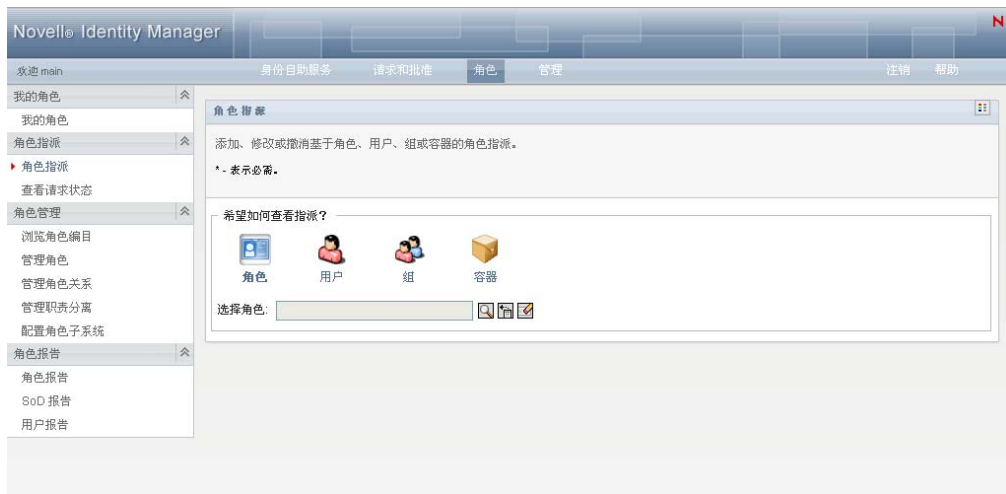 Novell® Identity Manager
N
欢迎 main
身份自助服务 请求和批准 角色 管理 注销 帮助
我的角色
我的角色
角色指派
角色指派
查看请求状态
角色管理
浏览角色编目
管理角色
管理角色关系
管理职责分离
配置角色子系统
角色报告
角色报告
SoD 报告
用户报告
角色指派
添加、修改或撤消基于角色、用户、组或容器的角色指派。
* - 表示必需。
希望如何查看指派?
角色 用户 组 容器
选择角色: